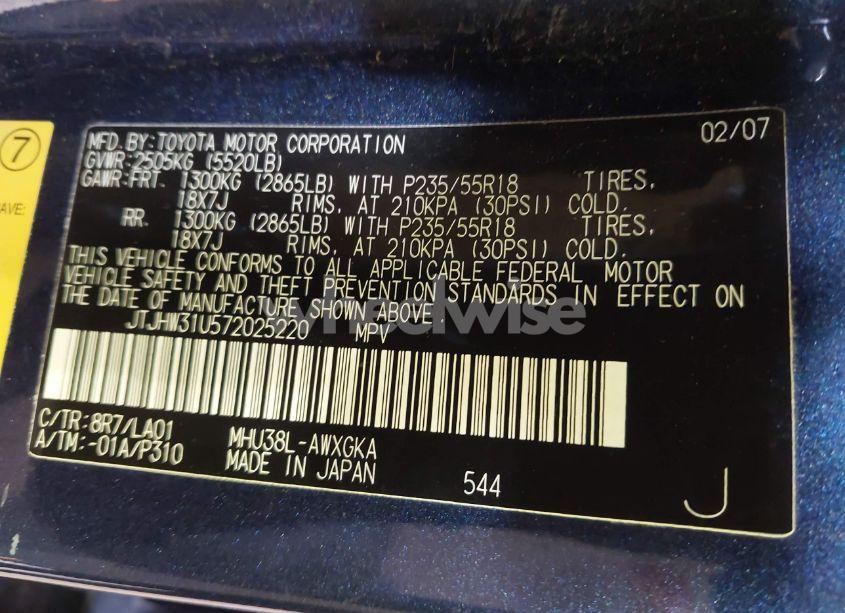 7
AVE:
MFD.BY:TOYOTA MOTOR CORPORATION 02/07
GVWR:2505KG (5520LB)
GAWR:FRT. 1300KG (2865LB) WITH P235/55R18 TIRES,
18X7J RIMS, AT 210KPA (30PSI) COLD.
RR. 1300KG (2865LB) WITH P235/55R18 TIRES,
18X7J RIMS, AT 210KPA (30PSI) COLD.
THIS VEHICLE CONFORMS TO ALL APPLICABLE FEDERAL MOTOR
VEHICLE SAFETY AND THEFT PREVENTION STANDARDS IN EFFECT ON
THE DATE OF MANUFACTURE SHOWN ABOVE.
JTJHW31U572025220 MPV
wheelwise
C/TR:8R7/LA01 MHU38L-AWXGKA
A/TM:-01A/P310 MADE IN JAPAN 544
J